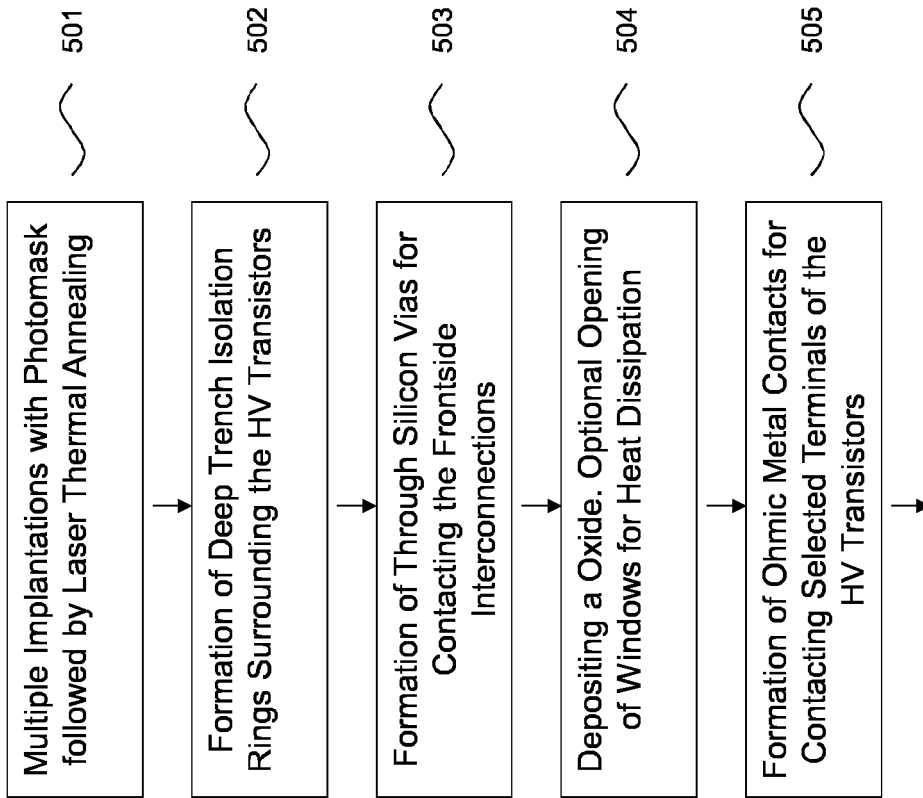 Multiple Implantations with Photomask
followed by Laser Thermal Annealing
501
Formation of Deep Trench Isolation
Rings Surrounding the HV Transistors
502
Formation of Through Silicon Vias for
Contacting the Frontside
Interconnections
503
Depositing a Oxide. Optional Opening
of Windows for Heat Dissipation
504
Formation of Ohmic Metal Contacts for
Contacting Selected Terminals of the
HV Transistors
505